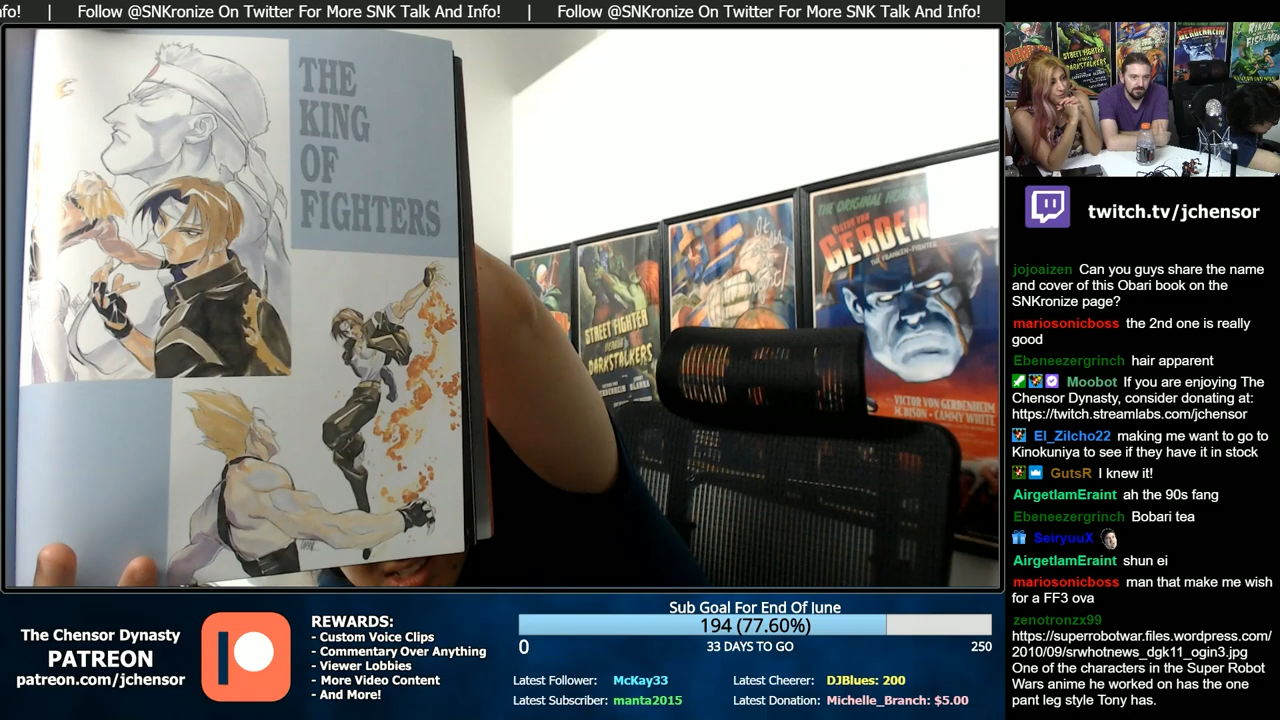 fo!     |     Follow @SNKronize On Twitter For More SNK Talk And Info!     |     Follow @SNKronize On Twitter For More SNK Talk And Info!
THE
KING
OF
FIGHTERS
STREET FIGHTER
DARKSTALKERS
THE ORIGINAL HORROR
VICTOR VON
GERDEN
VICTOR VON GERDENHEIM
M. BISON - CAMMY WHITE
STREET FIGHTER
DARKSTALKERS
GERDENHEIM
twitch.tv/jchensor
jojoaizen Can you guys share the name
and cover of this Obari book on the
SNKronize page?
mariosonicboss the 2nd one is really
good
Ebeneezergrinch hair apparent
Moobot If you are enjoying The
Chensor Dynasty, consider donating at:
https://twitch.streamlabs.com/jchensor
El_Zilcho22 making me want to go to
Kinokuniya to see if they have it in stock
GutsR I knew it!
AirgetlamEraint ah the 90s fang
Ebeneezergrinch Bobari tea
SeiryuuX
AirgetlamEraint shun ei
mariosonicboss man that make me wish
for a FF3 ova
zenotronzx99
https://superrobotwar.files.wordpress.com/
2010/09/srwhotnews_dgk11_ogin3.jpg
One of the characters in the Super Robot
Wars anime he worked on has the one
pant leg style Tony has.
The Chensor Dynasty
PATREON
patreon.com/jchensor
REWARDS:
- Custom Voice Clips
- Commentary Over Anything
- Viewer Lobbies
- More Video Content
- And More!
Sub Goal For End Of June
194 (77.60%)
0
33 DAYS TO GO
250
Latest Follower: McKay33
Latest Cheerer: DJBlues: 200
Latest Subscriber: manta2015
Latest Donation: Michelle_Branch: $5.00